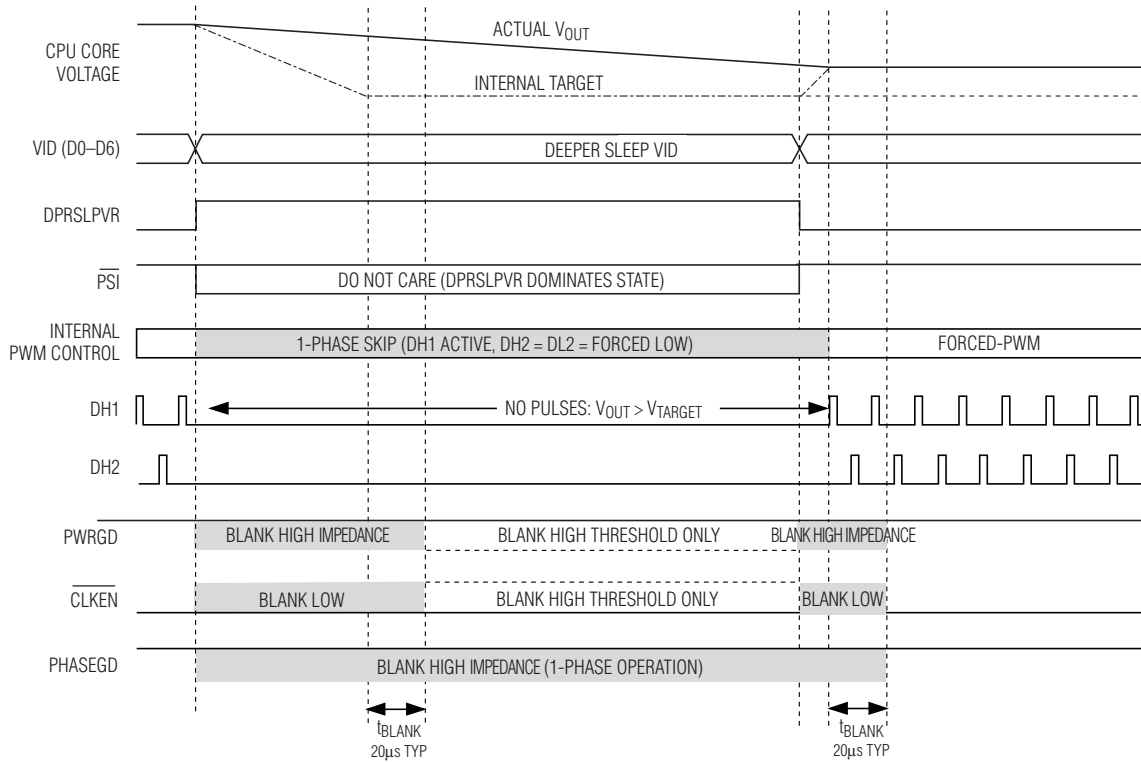 CPU CORE
VOLTAGE
ACTUAL VOUT
INTERNAL TARGET
VID (D0–D6)
DEEPER SLEEP VID
DPRSLPVR
PSI
DO NOT CARE (DPRSLPVR DOMINATES STATE)
INTERNAL
PWM CONTROL
1-PHASE SKIP (DH1 ACTIVE, DH2 = DL2 = FORCED LOW)
FORCED-PWM
DH1
NO PULSES: VOUT > VTARGET
DH2
PWRGD
BLANK HIGH IMPEDANCE
BLANK HIGH THRESHOLD ONLY
BLANK HIGH IMPEDANCE
CLKEN
BLANK LOW
BLANK HIGH THRESHOLD ONLY
BLANK LOW
PHASEGD
BLANK HIGH IMPEDANCE (1-PHASE OPERATION)
tBLANK
20μs TYP
tBLANK
20μs TYP